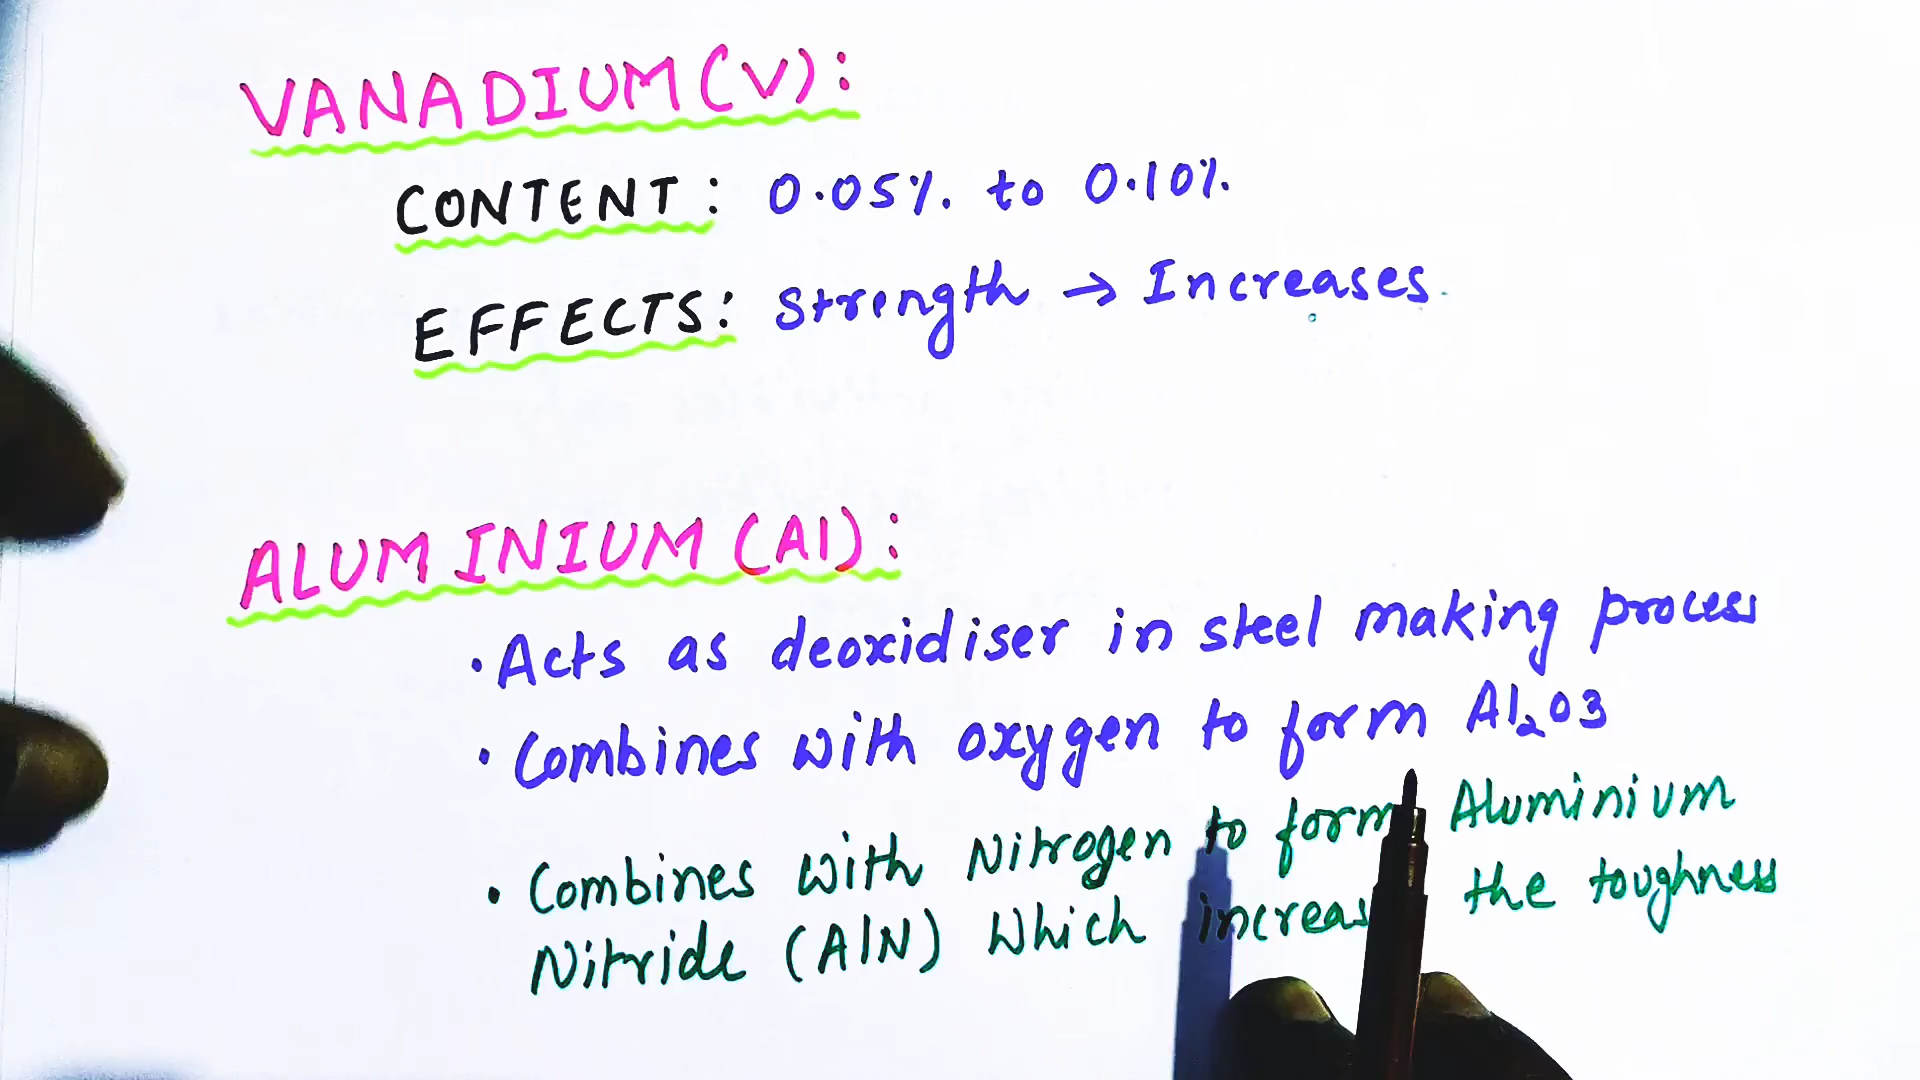 VANADIUM(V):
CONTENT: 0.05%. to 0.10%.
EFFECTS: Strength → Increases.
ALUMINIUM (Al):
• Acts as deoxidiser in steel making process
• Combines with oxygen to form Al₂O3
• Combines with Nitrogen to form Aluminium
Nitride (AlN) Which increas the toughness